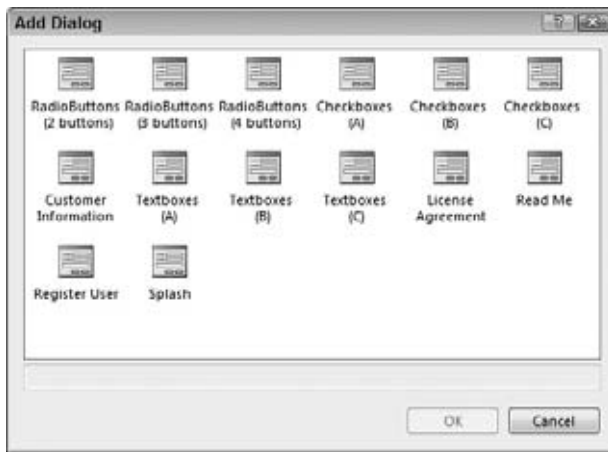 Add Dialog
RadioButtons RadioButtons RadioButtons Checkboxes Checkboxes Checkboxes
(2 buttons) (3 buttons) (4 buttons) (A) (B) (C)
Customer Textboxes Textboxes Textboxes License Read Me
Information (A) (B) (C) Agreement
Register User Splash
OK Cancel